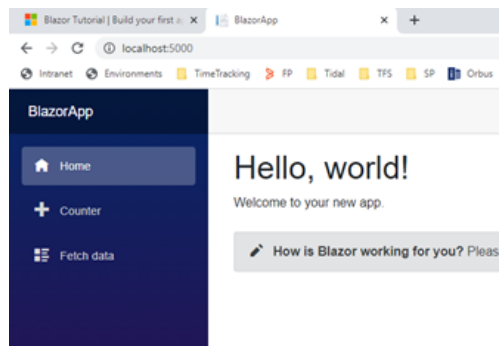 Blazor Tutorial | Build your first a
BlazorApp
localhost:5000
Intranet Environments TimeTracking FP Tidal TFS SP Orbus
BlazorApp
Home
Counter
Fetch data
Hello, world!
Welcome to your new app.
How is Blazor working for you? Pleas